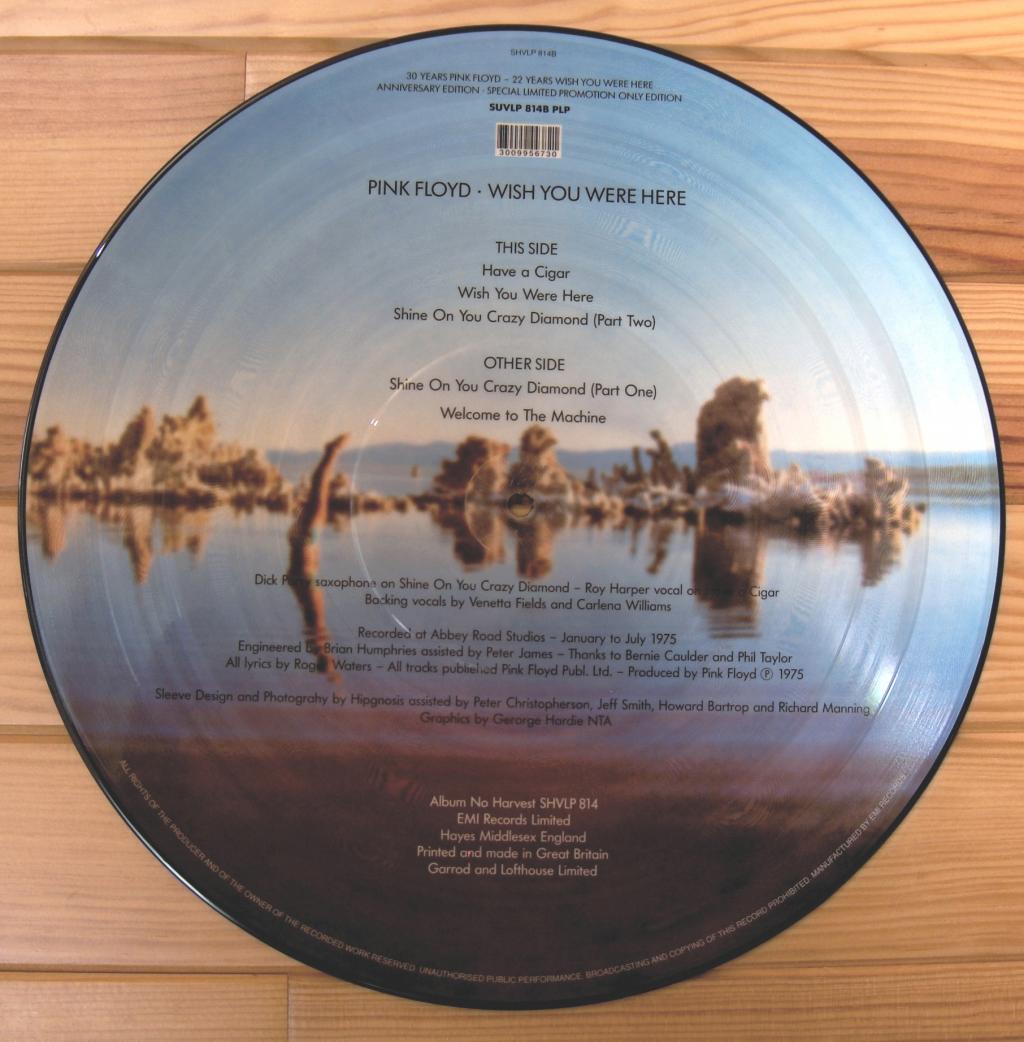 SHVLP 814B
30 YEARS PINK FLOYD – 22 YEARS WISH YOU WERE HERE
ANNIVERSARY EDITION · SPECIAL LIMITED PROMOTION ONLY EDITION
SUVLP 814B PLP
3009956730
PINK FLOYD · WISH YOU WERE HERE
THIS SIDE
Have a Cigar
Wish You Were Here
Shine On You Crazy Diamond (Part Two)
OTHER SIDE
Shine On You Crazy Diamond (Part One)
Welcome to The Machine
Dick Parry saxophone on Shine On You Crazy Diamond – Roy Harper vocal on Have a Cigar
Backing vocals by Venetta Fields and Carlena Williams
Recorded at Abbey Road Studios – January to July 1975
Engineered by Brian Humphries assisted by Peter James – Thanks to Bernie Caulder and Phil Taylor
All lyrics by Roger Waters – All tracks published Pink Floyd Publ. Ltd. – Produced by Pink Floyd ℗ 1975
Sleeve Design and Photograhy by Hipgnosis assisted by Peter Christopherson, Jeff Smith, Howard Bartrop and Richard Manning
Graphics by Gerorge Hardie NTA
Album No Harvest SHVLP 814
EMI Records Limited
Hayes Middlesex England
Printed and made in Great Britain
Garrod and Lofthouse Limited
ALL RIGHTS OF THE PRODUCER AND OF THE OWNER OF THE RECORDED WORK RESERVED. UNAUTHORISED PUBLIC PERFORMANCE, BROADCASTING AND COPYING OF THIS RECORD PROHIBITED. MANUFACTURED BY EMI RECORDS